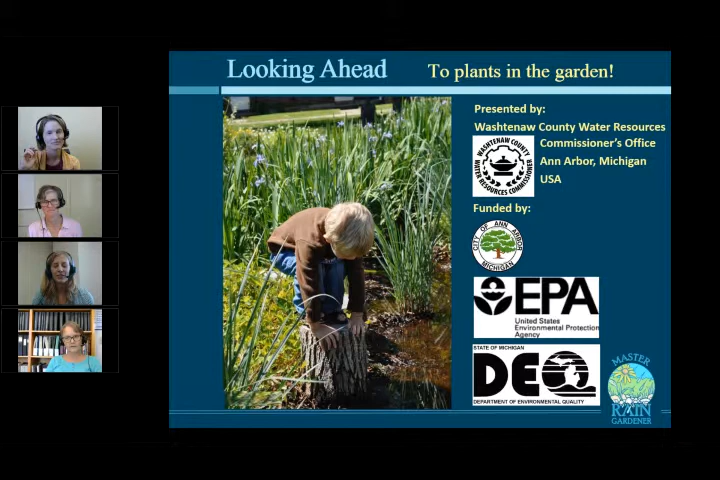 Looking Ahead
To plants in the garden!
Presented by:
Washtenaw County Water Resources
Commissioner's Office
Ann Arbor, Michigan
USA
WASHTENAW COUNTY
WATER RESOURCES COMMISSIONER
Funded by:
CITY OF ANN ARBOR
MICHIGAN
EPA
United States
Environmental Protection
Agency
STATE OF MICHIGAN
DEQ
DEPARTMENT OF ENVIRONMENTAL QUALITY
MASTER
RAIN
GARDENER